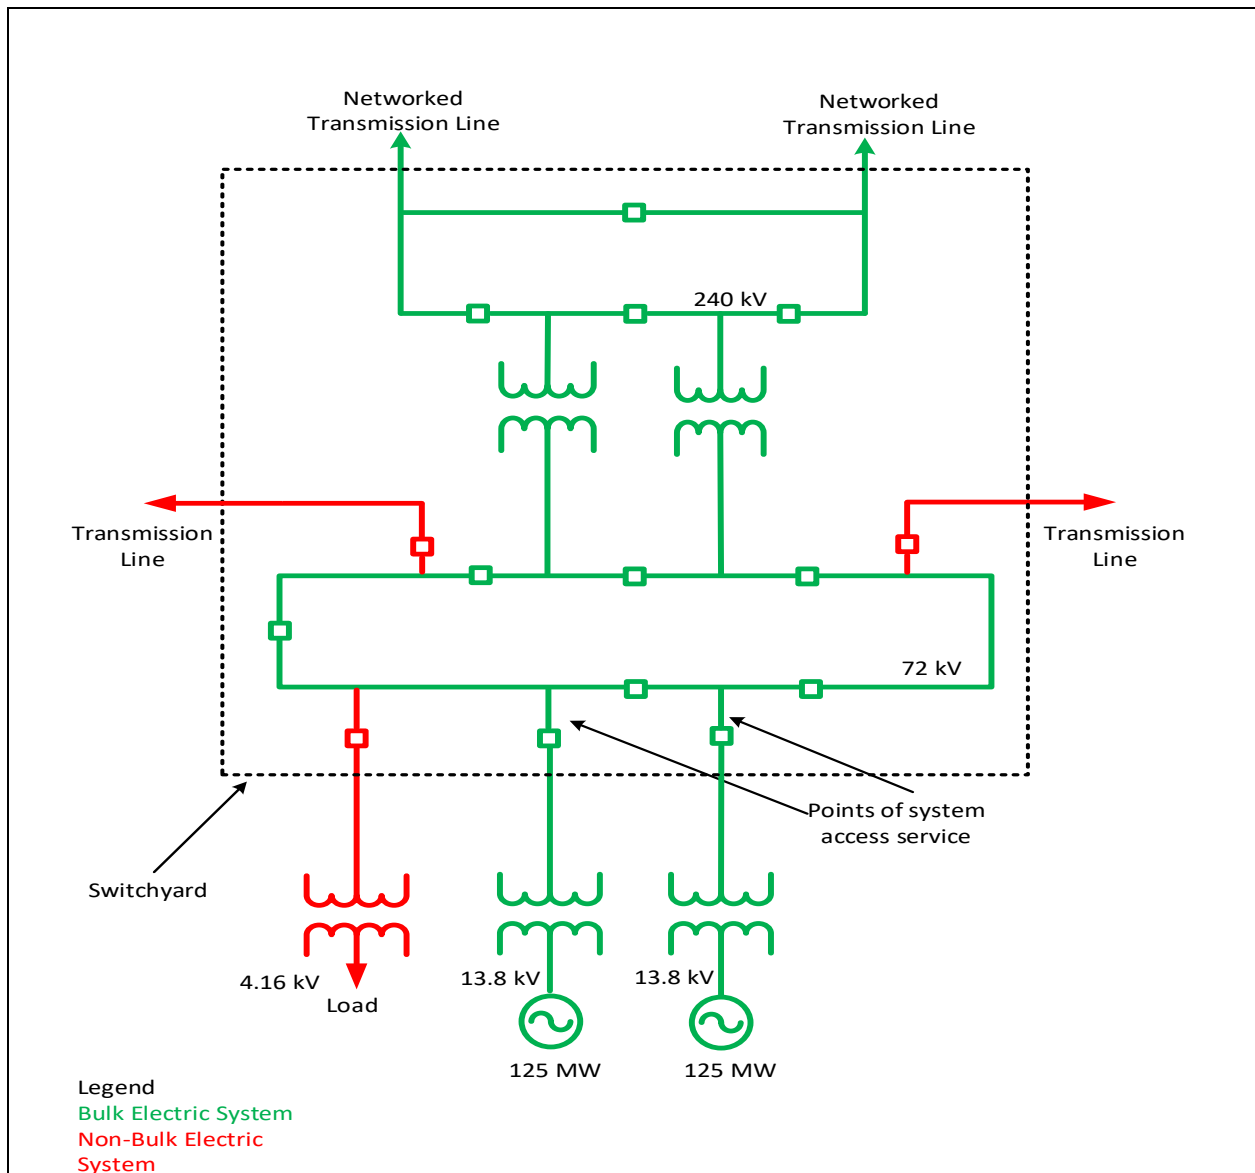 Networked
Transmission Line
Networked
Transmission Line
240 kV
Transmission
Line
Transmission
Line
72 kV
Points of system
access service
Switchyard
4.16 kV
Load
13.8 kV
13.8 kV
125 MW
125 MW
Legend
Bulk Electric System
Non-Bulk Electric
System